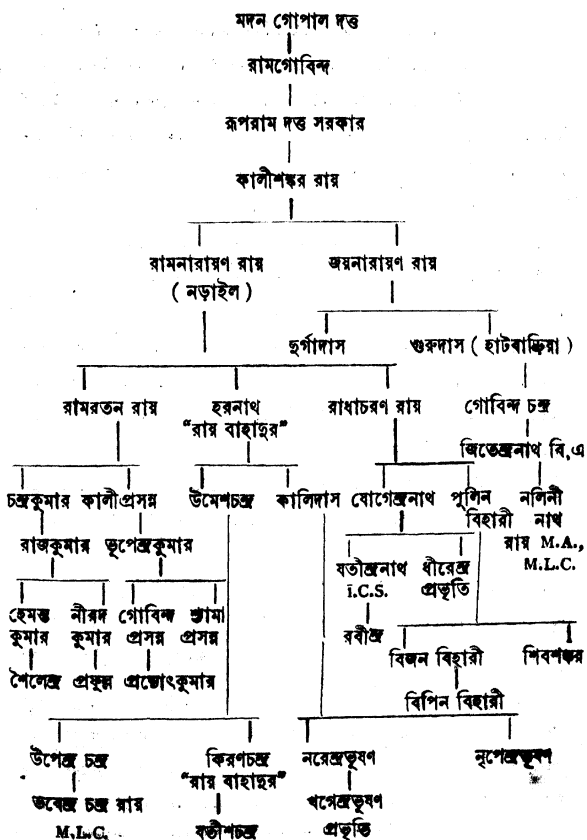 মদন গোপাল দত্ত
রামগোবিন্দ
রূপরাম দত্ত সরকার
কালীশঙ্কর রায়
রামনারায়ণ রায় জয়নারায়ণ রায়
( নড়াইল )
দুর্গাদাস গুরুদাস ( হাটবাড়িয়া )
রামরতন রায় হরনাথ রাধাচরণ রায় গোবিন্দ চন্দ্র
"রায় বাহাদুর"
জিতেন্দ্রনাথ বি,এ
চন্দ্রকুমার কালীপ্রসন্ন উমেশচন্দ্র কালিদাস যোগেন্দ্রনাথ পুলিন নলিনী
বিহারী নাথ
রাজকুমার ভূপেন্দ্রকুমার যতীন্দ্রনাথ ধীরেন্দ্র রায় M.A.,
I.C.S. প্রভৃতি M.L.C.
হেমন্ত নীরদ গোবিন্দ শ্যামা রবীন্দ্র
কুমার কুমার প্রসন্ন প্রসন্ন
বিজন বিহারী শিবশঙ্কর
শৈলেন্দ্র প্রফুল্ল প্রদ্যোৎকুমার
বিপিন বিহারী
উপেন্দ্র চন্দ্র কিরণচন্দ্র নরেন্দ্রভূষণ নৃপেন্দ্রভূষণ
"রায় বাহাদুর"
ভবেন্দ্র চন্দ্র রায় খগেন্দ্রভূষণ
M.L.C. যতীশচন্দ্র প্রভৃতি